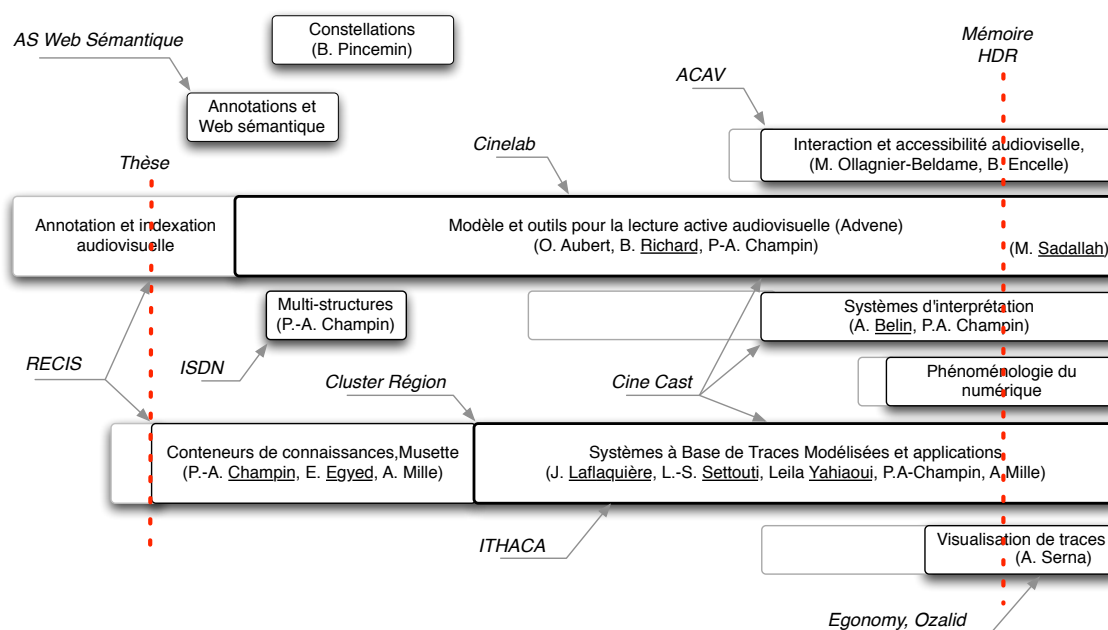 Constellations
(B. Pincemin)
AS Web Sémantique
Mémoire
HDR
ACAV
Annotations et
Web sémantique
Cinelab
Interaction et accessibilité audioviselle,
(M. Ollagnier-Beldame, B. Encelle)
Thèse
Annotation et indexation
audiovisuelle
Modèle et outils pour la lecture active audiovisuelle (Advene)
(O. Aubert, B. Richard, P-A. Champin)
(M. Sadallah)
Multi-structures
(P.-A. Champin)
Systèmes d'interprétation
(A. Belin, P.A. Champin)
RECIS
ISDN
Cluster Région
Cine Cast
Phénoménologie du
numérique
Conteneurs de connaissances,Musette
(P.-A. Champin, E. Egyed, A. Mille)
Systèmes à Base de Traces Modélisées et applications
(J. Laflaquière, L.-S. Settouti, Leila Yahiaoui, P.A-Champin, A.Mille)
ITHACA
Visualisation de traces
(A. Serna)
Egonomy, Ozalid